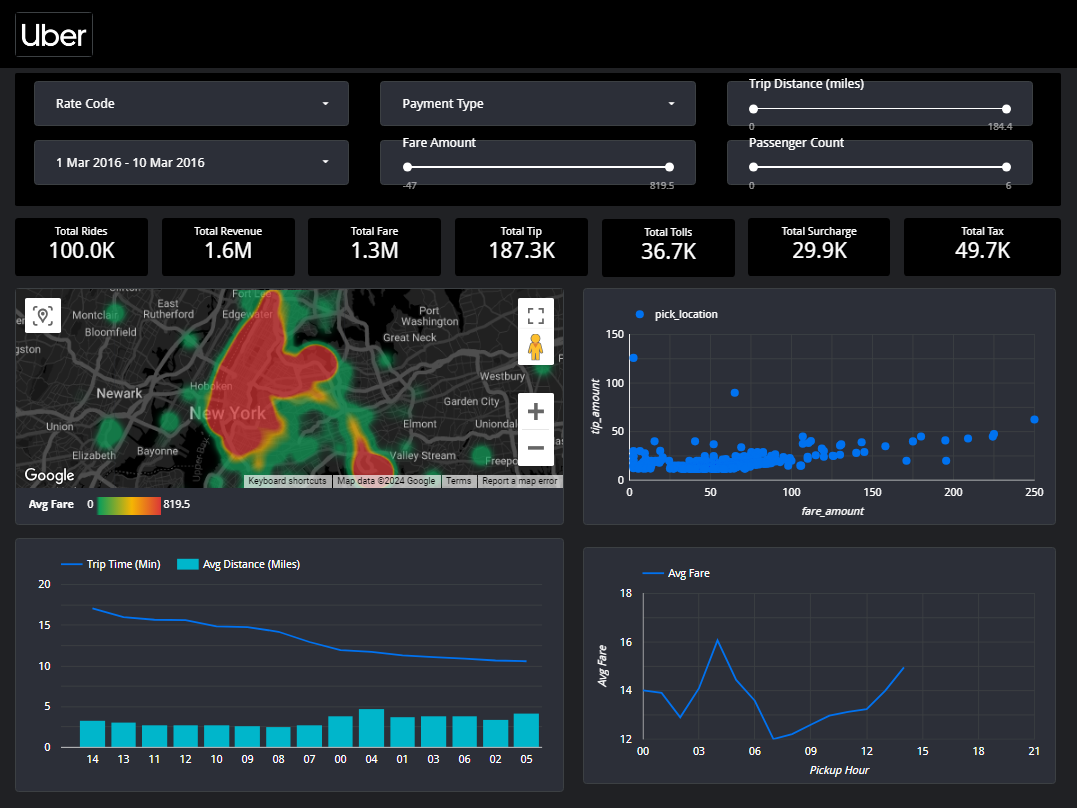 Uber
Rate Code
Payment Type
Trip Distance (miles)
0
184.4
1 Mar 2016 - 10 Mar 2016
Fare Amount
-47
819.5
Passenger Count
0
6
Total Rides
100.0K
Total Revenue
1.6M
Total Fare
1.3M
Total Tip
187.3K
Total Tolls
36.7K
Total Surcharge
29.9K
Total Tax
49.7K
Fort Lee
East
Rutherford
Montclair
Edgewater
Bloomfield
Port
Washington
Great Neck
Westbury
Hoboken
Newark
New York
Garden City
Union
Elmont
Elizabeth
Bayonne
Upper Bay
Valley Stream
Google
Keyboard shortcuts
Map data ©2024 Google
Terms
Report a map error
Avg Fare
0
819.5
pick_location
150
100
50
0
tip_amount
0
50
100
150
200
250
fare_amount
Trip Time (Min)
Avg Distance (Miles)
20
15
10
5
0
14
13
11
12
10
09
08
07
00
04
01
03
06
02
05
Avg Fare
18
16
14
12
Avg Fare
00
03
06
09
12
15
18
21
Pickup Hour